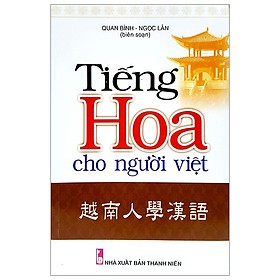 QUAN BÌNH - NGỌC LÂN
(biên soạn)
Tiếng
Hoa
cho người việt
越南人學漢語
NHÀ XUẤT BẢN THANH NIÊN